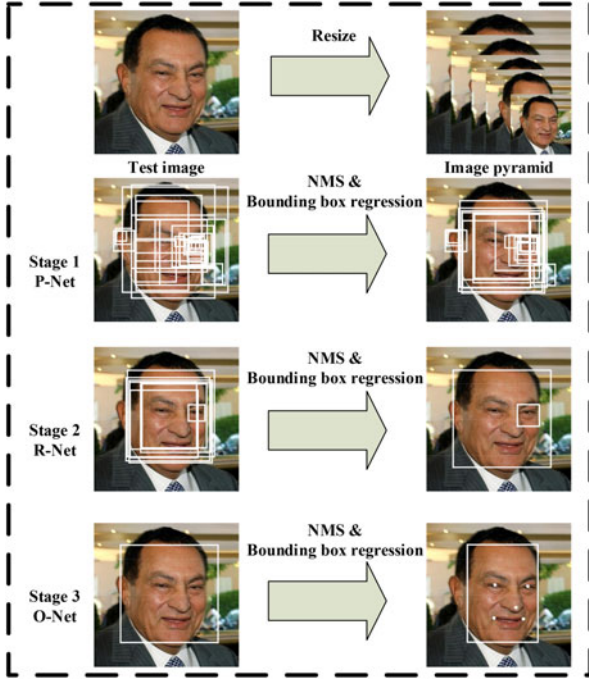 Resize
Test image
Image pyramid
NMS &
Bounding box regression
Stage 1
P-Net
NMS &
Bounding box regression
Stage 2
R-Net
NMS &
Bounding box regression
Stage 3
O-Net